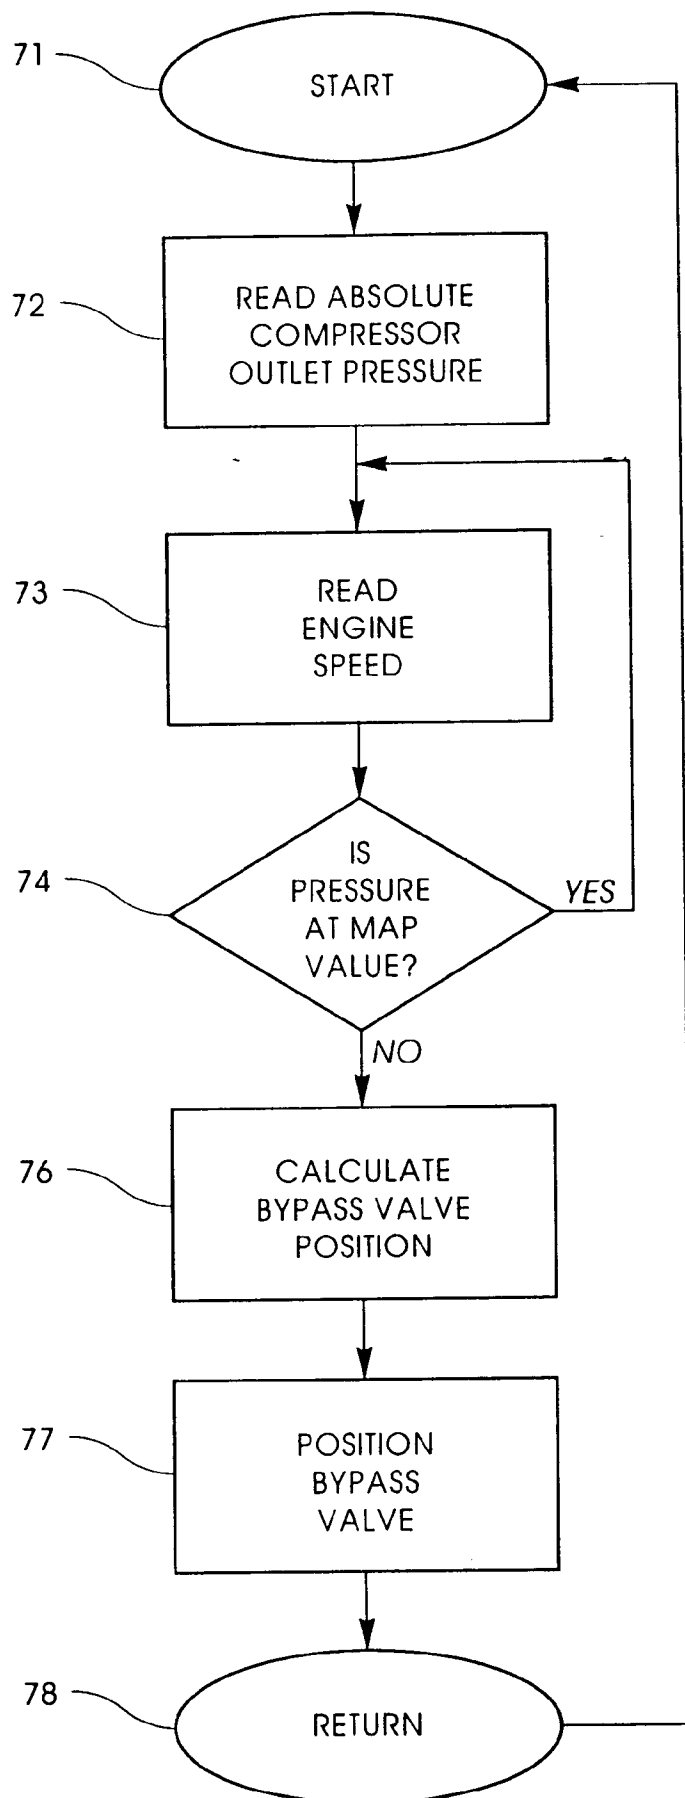 71
START
72
READ ABSOLUTE
COMPRESSOR
OUTLET PRESSURE
73
READ
ENGINE
SPEED
74
IS
PRESSURE
AT MAP
VALUE?
YES
NO
76
CALCULATE
BYPASS VALVE
POSITION
77
POSITION
BYPASS
VALVE
78
RETURN